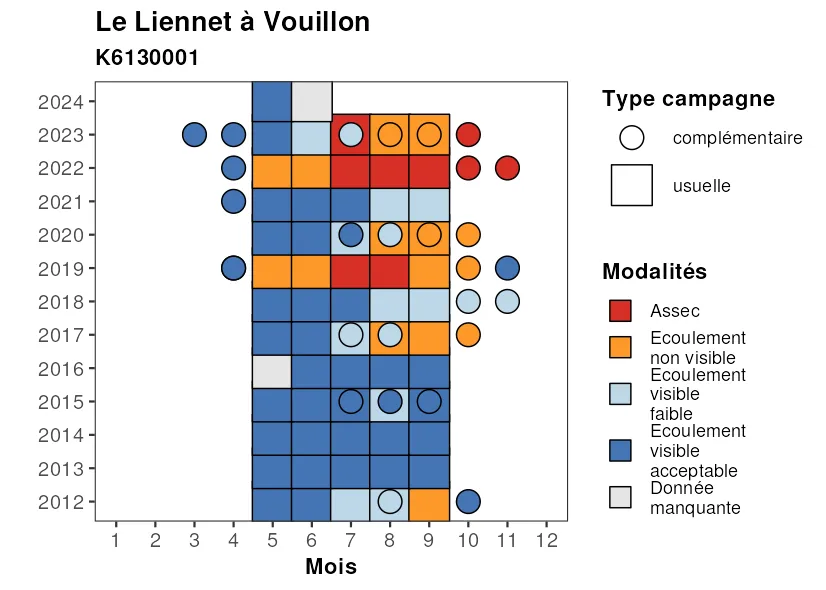 Le Liennet à Vouillon
K6130001
2024
2023
2022
2021
2020
2019
2018
2017
2016
2015
2014
2013
2012
1 2 3 4 5 6 7 8 9 10 11 12
Mois
Type campagne
complémentaire
usuelle
Modalités
Assec
Ecoulement
non visible
Ecoulement
visible
faible
Ecoulement
visible
acceptable
Donnée
manquante